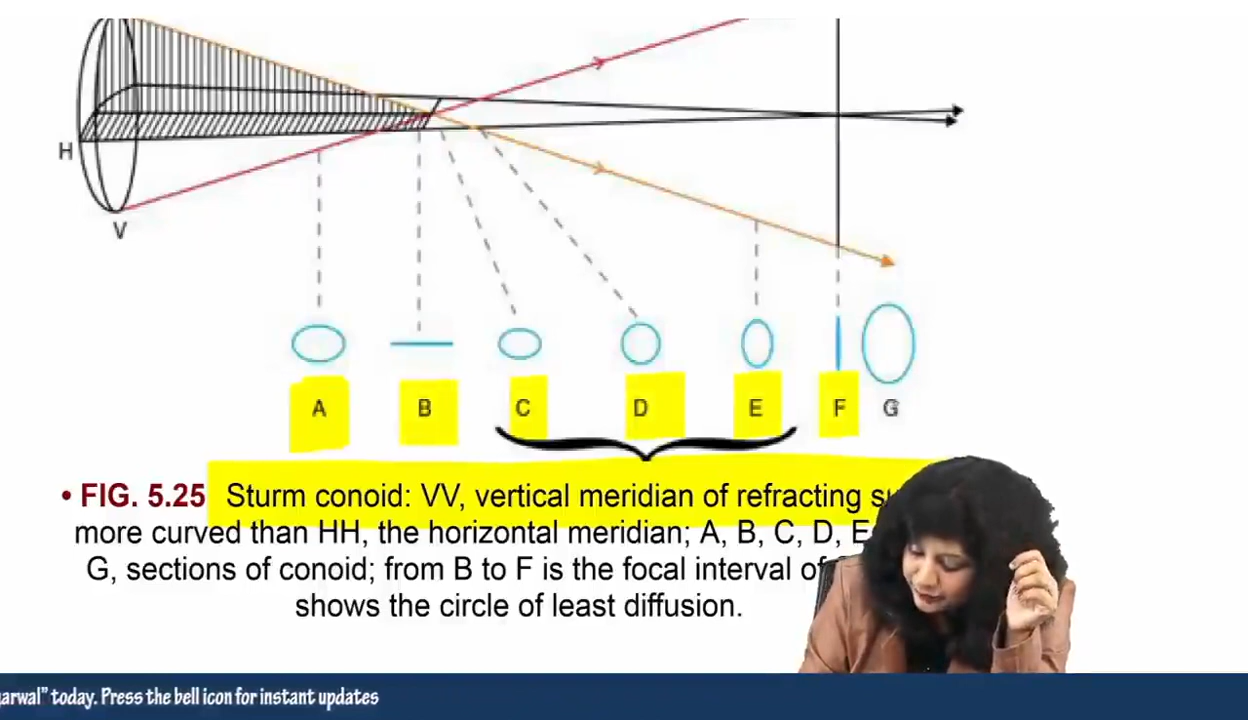 H
V
A B C D E F G
• FIG. 5.25 Sturm conoid: VV, vertical meridian of refracting
more curved than HH, the horizontal meridian; A, B, C, D, E
G, sections of conoid; from B to F is the focal interval of
shows the circle of least diffusion.
garwal" today. Press the bell icon for instant updates